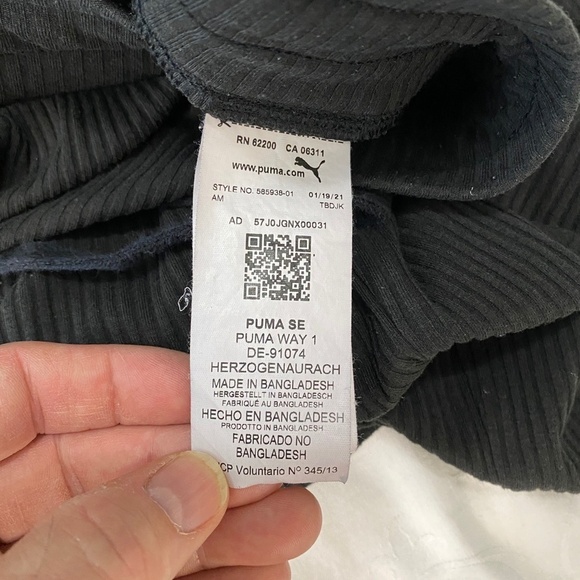 RN 62200 CA 06311
www.puma.com
STYLE NO. 585938-01 01/19/21
AM TBDJK
AD 57J0JGNX00031
PUMA SE
PUMA WAY 1
DE-91074
HERZOGENAURACH
MADE IN BANGLADESH
HERGESTELLT IN BANGLADESCH
FABRIQUÉ AU BANGLADESH
HECHO EN BANGLADESH
PRODOTTO IN BANGLADESH
FABRICADO NO
BANGLADESH
CP Voluntario Nº 345/13